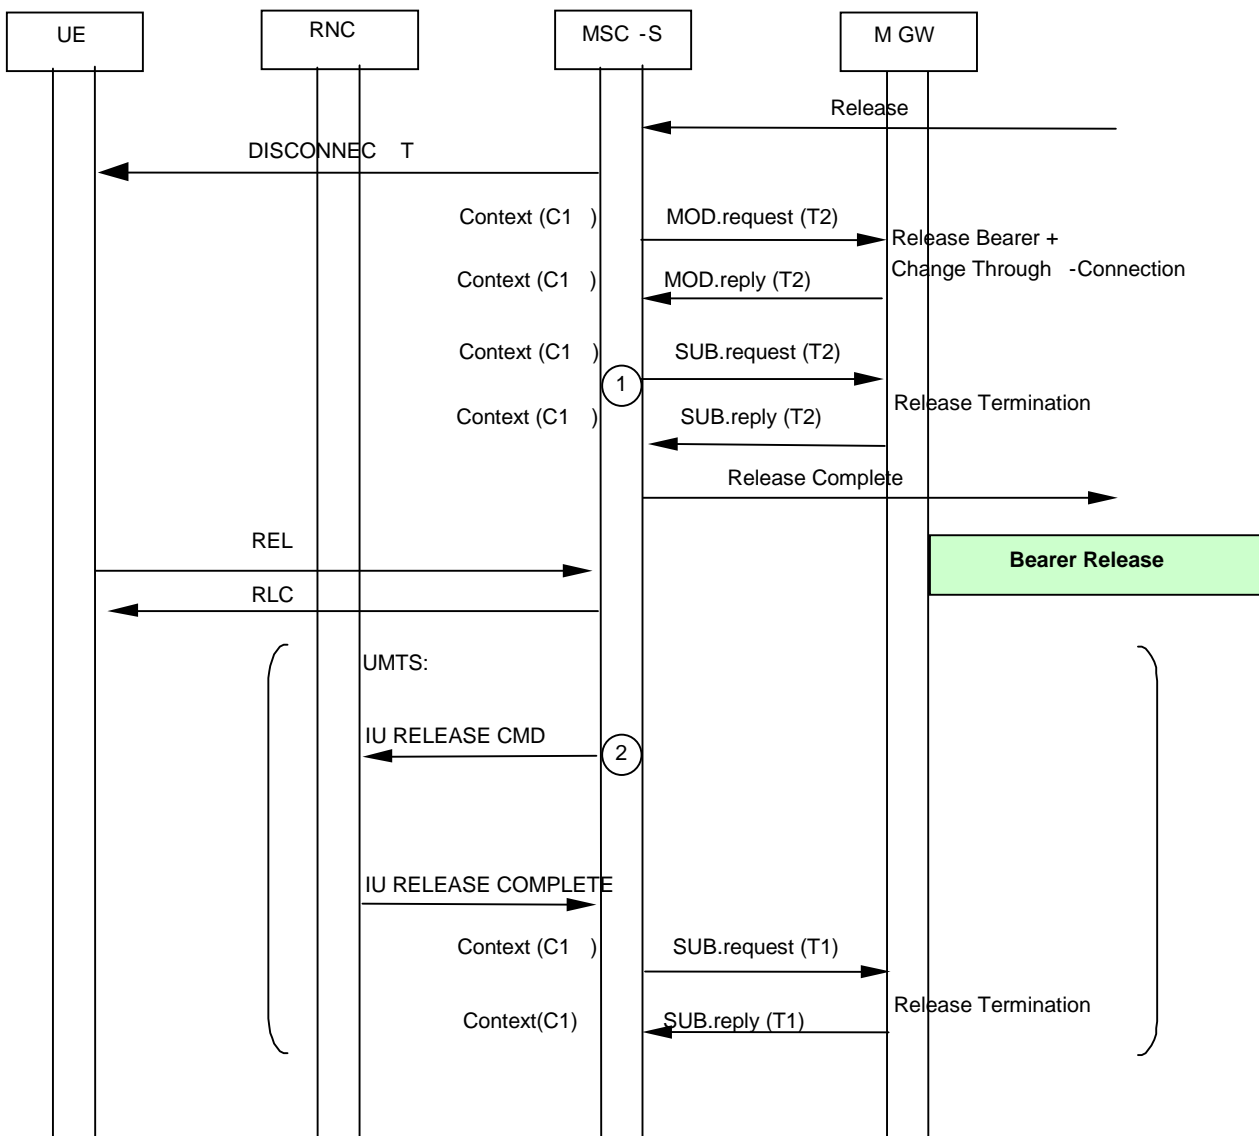 UE
RNC
MSC -S
M GW
Release
DISCONNEC T
Context (C1 )
MOD.request (T2)
Release Bearer +
Change Through -Connection
Context (C1 )
MOD.reply (T2)
Context (C1 )
SUB.request (T2)
1
Release Termination
Context (C1 )
SUB.reply (T2)
Release Complete
REL
Bearer Release
RLC
UMTS:
IU RELEASE CMD
2
IU RELEASE COMPLETE
Context (C1 )
SUB.request (T1)
Release Termination
Context(C1)
SUB.reply (T1)